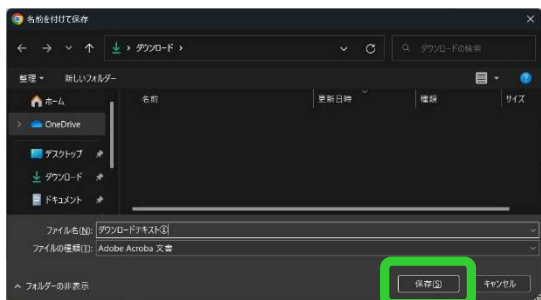 名前を付けて保存
ダウンロード
ダウンロードの検索
整理 新しいフォルダー
ホーム 名前 更新日時 種類 サイズ
OneDrive
デスクトップ
ダウンロード
ドキュメント
ファイル名(N): ダウンロードテキスト①
ファイルの種類(T): Adobe Acroba 文書
フォルダーの非表示 保存(S) キャンセル